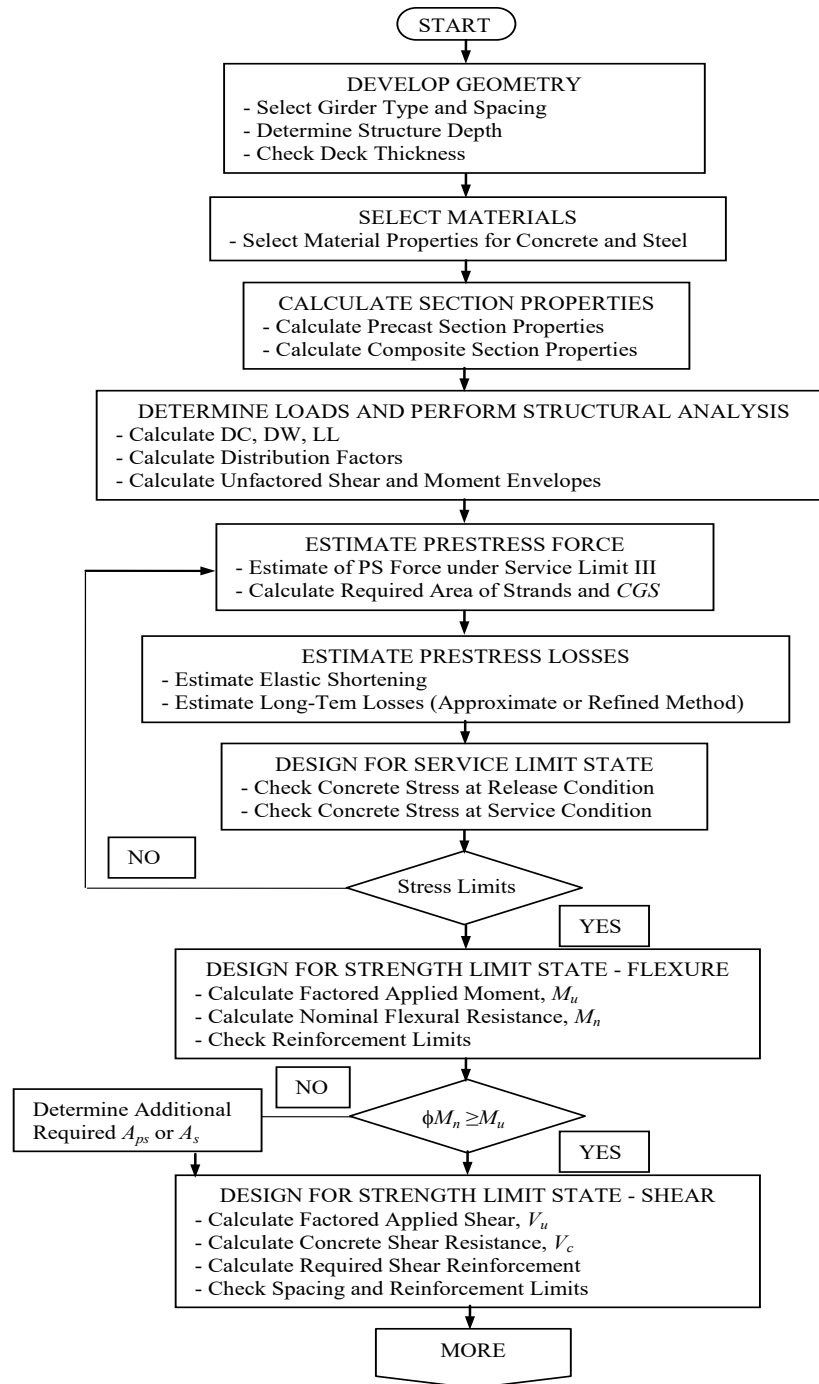 START
DEVELOP GEOMETRY
- Select Girder Type and Spacing
- Determine Structure Depth
- Check Deck Thickness
SELECT MATERIALS
- Select Material Properties for Concrete and Steel
CALCULATE SECTION PROPERTIES
- Calculate Precast Section Properties
- Calculate Composite Section Properties
DETERMINE LOADS AND PERFORM STRUCTURAL ANALYSIS
- Calculate DC, DW, LL
- Calculate Distribution Factors
- Calculate Unfactored Shear and Moment Envelopes
ESTIMATE PRESTRESS FORCE
- Estimate of PS Force under Service Limit III
- Calculate Required Area of Strands and CGS
ESTIMATE PRESTRESS LOSSES
- Estimate Elastic Shortening
- Estimate Long-Tem Losses (Approximate or Refined Method)
DESIGN FOR SERVICE LIMIT STATE
- Check Concrete Stress at Release Condition
- Check Concrete Stress at Service Condition
NO
Stress Limits
YES
DESIGN FOR STRENGTH LIMIT STATE - FLEXURE
- Calculate Factored Applied Moment, Mu
- Calculate Nominal Flexural Resistance, Mn
- Check Reinforcement Limits
NO
Determine Additional
Required Aps or As
ϕMn ≥Mu
YES
DESIGN FOR STRENGTH LIMIT STATE - SHEAR
- Calculate Factored Applied Shear, Vu
- Calculate Concrete Shear Resistance, Vc
- Calculate Required Shear Reinforcement
- Check Spacing and Reinforcement Limits
MORE